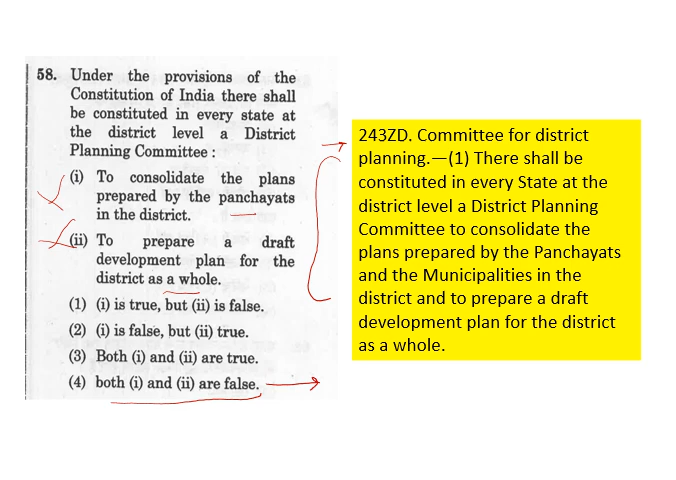 58. Under the provisions of the
Constitution of India there shall
be constituted in every state at
the district level a District
Planning Committee :
(i) To consolidate the plans
prepared by the panchayats
in the district.
(ii) To prepare a draft
development plan for the
district as a whole.
(1) (i) is true, but (ii) is false.
(2) (i) is false, but (ii) true.
(3) Both (i) and (ii) are true.
(4) both (i) and (ii) are false.
243ZD. Committee for district
planning.—(1) There shall be
constituted in every State at the
district level a District Planning
Committee to consolidate the
plans prepared by the Panchayats
and the Municipalities in the
district and to prepare a draft
development plan for the district
as a whole.